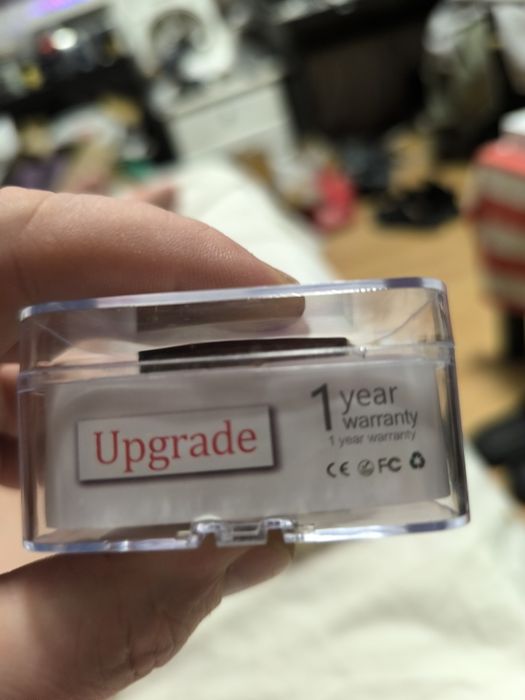 Upgrade
1 year
warranty
1 year warranty
CE FC